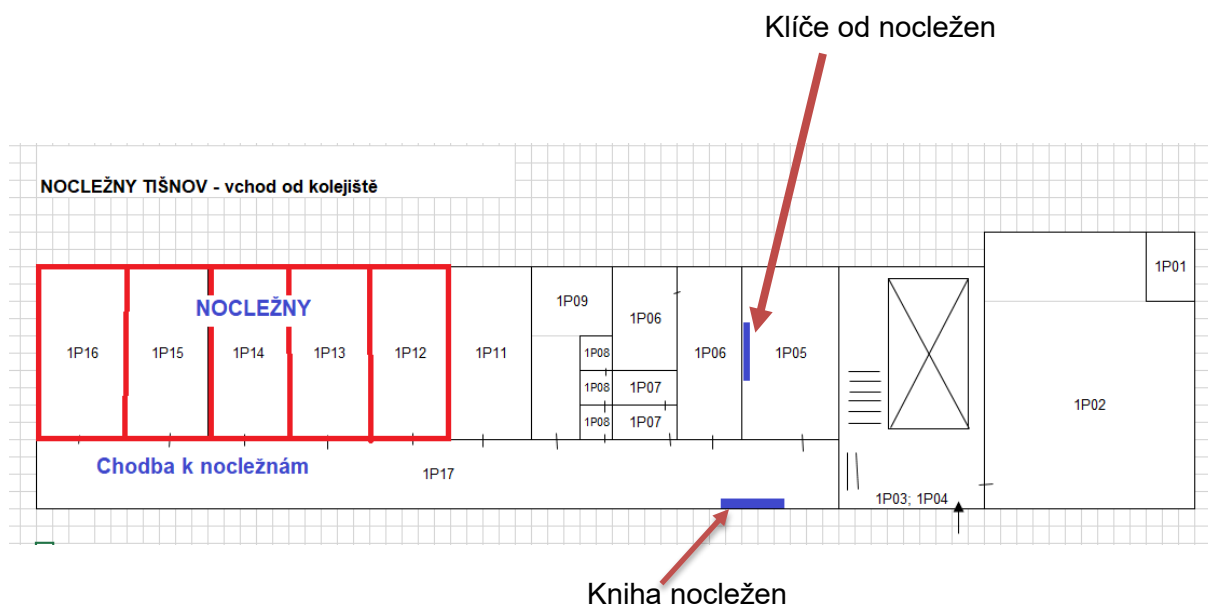 Klíče od nocležen
NOCLEŽNY TIŠNOV - vchod od kolejiště
1P01
NOCLEŽNY
1P09
1P06
1P16
1P15
1P14
1P13
1P12
1P11
1P08
1P06
1P05
1P08
1P07
1P02
1P08
1P07
Chodba k nocležnám
1P17
1P03; 1P04
Kniha nocležen